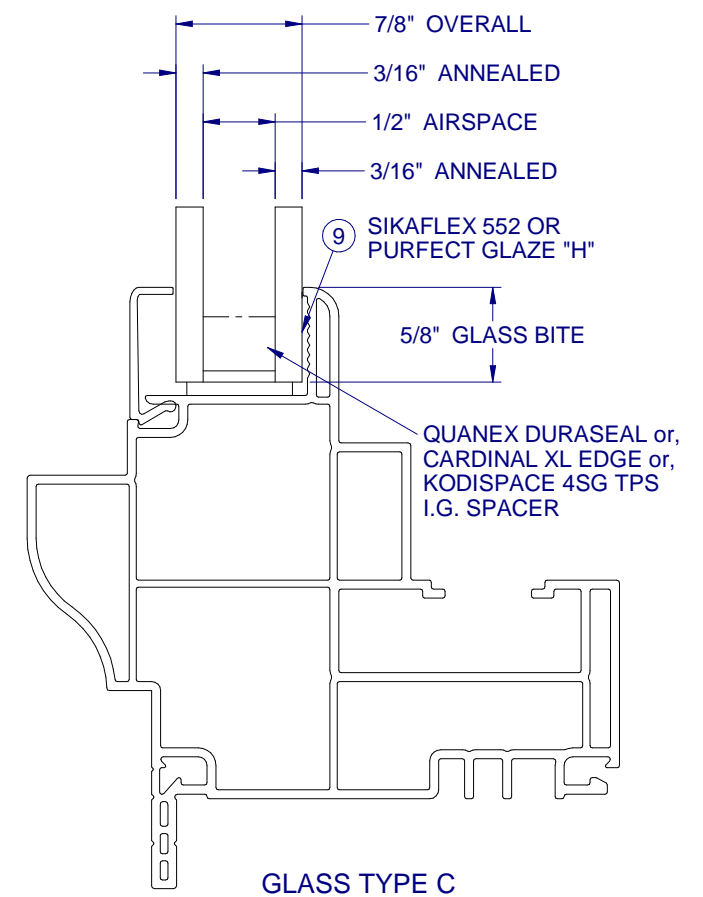 7/8" OVERALL
3/16" ANNEALED
1/2" AIRSPACE
3/16" ANNEALED
9
SIKAFLEX 552 OR
PURFECT GLAZE "H"
5/8" GLASS BITE
QUANEX DURASEAL or,
CARDINAL XL EDGE or,
KODISPACE 4SG TPS
I.G. SPACER
GLASS TYPE C